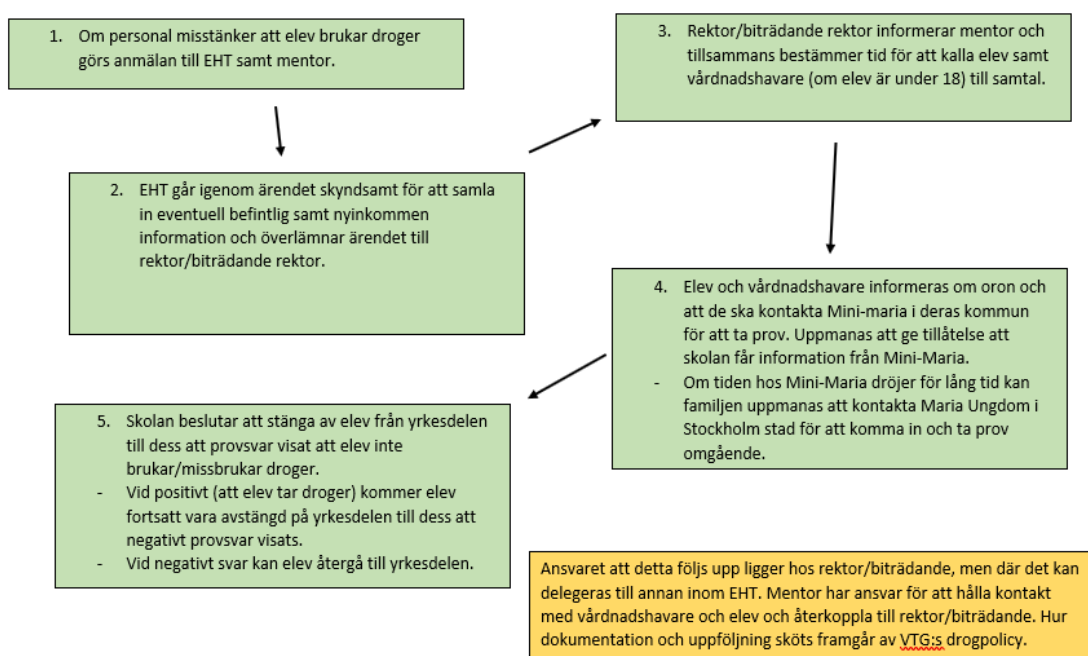 1. Om personal misstänker att elev brukar droger
görs anmälan till EHT samt mentor.
2. EHT går igenom ärendet skyndsamt för att samla
in eventuell befintlig samt nyinkommen
information och överlämnar ärendet till
rektor/biträdande rektor.
3. Rektor/biträdande rektor informerar mentor och
tillsammans bestämmer tid för att kalla elev samt
vårdnadshavare (om elev är under 18) till samtal.
4. Elev och vårdnadshavare informeras om oron och
att de ska kontakta Mini-maria i deras kommun
för att ta prov. Uppmanas att ge tillåtelse att
skolan får information från Mini-Maria.
- Om tiden hos Mini-Maria dröjer för lång tid kan
familjen uppmanas att kontakta Maria Ungdom i
Stockholm stad för att komma in och ta prov
omgående.
5. Skolan beslutar att stänga av elev från yrkesdelen
till dess att provsvar visat att elev inte
brukar/missbrukar droger.
- Vid positivt (att elev tar droger) kommer elev
fortsatt vara avstängd på yrkesdelen till dess att
negativt provsvar visats.
- Vid negativt svar kan elev återgå till yrkesdelen.
Ansvaret att detta följs upp ligger hos rektor/biträdande, men där det kan
delegeras till annan inom EHT. Mentor har ansvar för att hålla kontakt
med vårdnadshavare och elev och återkoppla till rektor/biträdande. Hur
dokumentation och uppföljning sköts framgår av VTG:s drogpolicy.